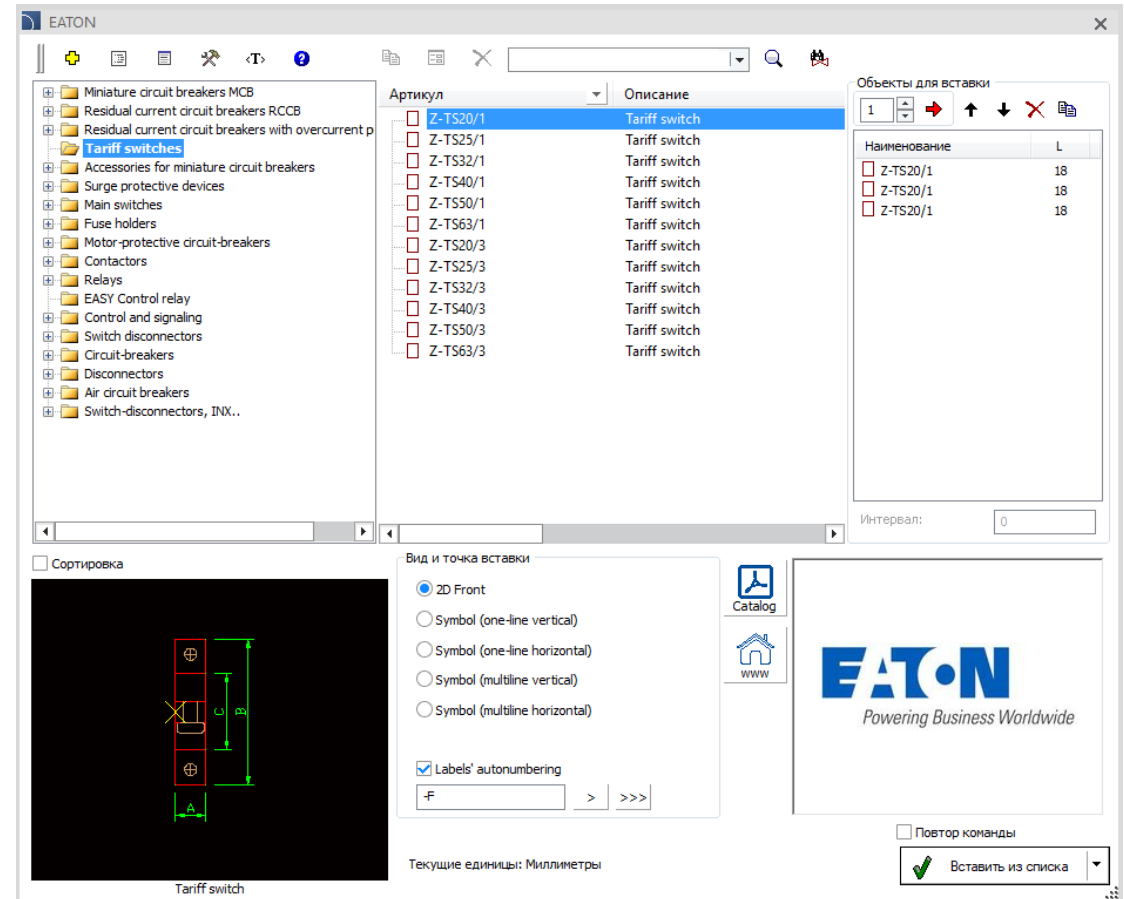 EATON
<T>
Miniature circuit breakers MCB
Residual current circuit breakers RCCB
Residual current circuit breakers with overcurrent p
Tariff switches
Accessories for miniature circuit breakers
Surge protective devices
Main switches
Fuse holders
Motor-protective circuit-breakers
Contactors
Relays
EASY Control relay
Control and signaling
Switch disconnectors
Circuit-breakers
Disconnectors
Air circuit breakers
Switch-disconnectors, INX..
Артикул Описание
Z-TS20/1 Tariff switch
Z-TS25/1 Tariff switch
Z-TS32/1 Tariff switch
Z-TS40/1 Tariff switch
Z-TS50/1 Tariff switch
Z-TS63/1 Tariff switch
Z-TS20/3 Tariff switch
Z-TS25/3 Tariff switch
Z-TS32/3 Tariff switch
Z-TS40/3 Tariff switch
Z-TS50/3 Tariff switch
Z-TS63/3 Tariff switch
Объекты для вставки
1
Наименование L
Z-TS20/1 18
Z-TS20/1 18
Z-TS20/1 18
Интервал: 0
Сортировка
C B
A
Tariff switch
Вид и точка вставки
2D Front
Symbol (one-line vertical)
Symbol (one-line horizontal)
Symbol (multiline vertical)
Symbol (multiline horizontal)
Labels' autonumbering
-F > >>>
Текущие единицы: Миллиметры
Catalog
www
EATON
Powering Business Worldwide
Повтор команды
Вставить из списка